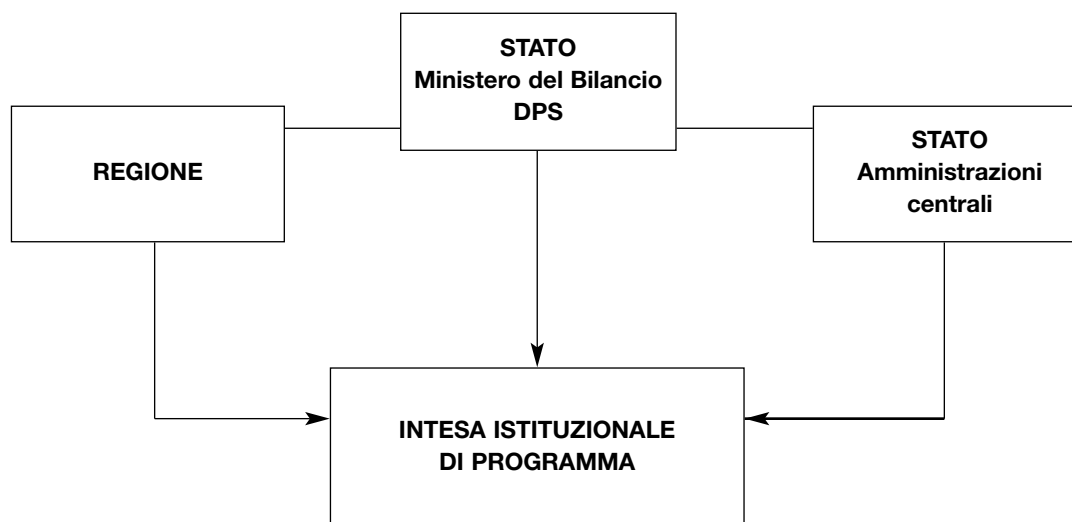 STATO
Ministero del Bilancio
DPS
REGIONE
STATO
Amministrazioni
centrali
INTESA ISTITUZIONALE
DI PROGRAMMA